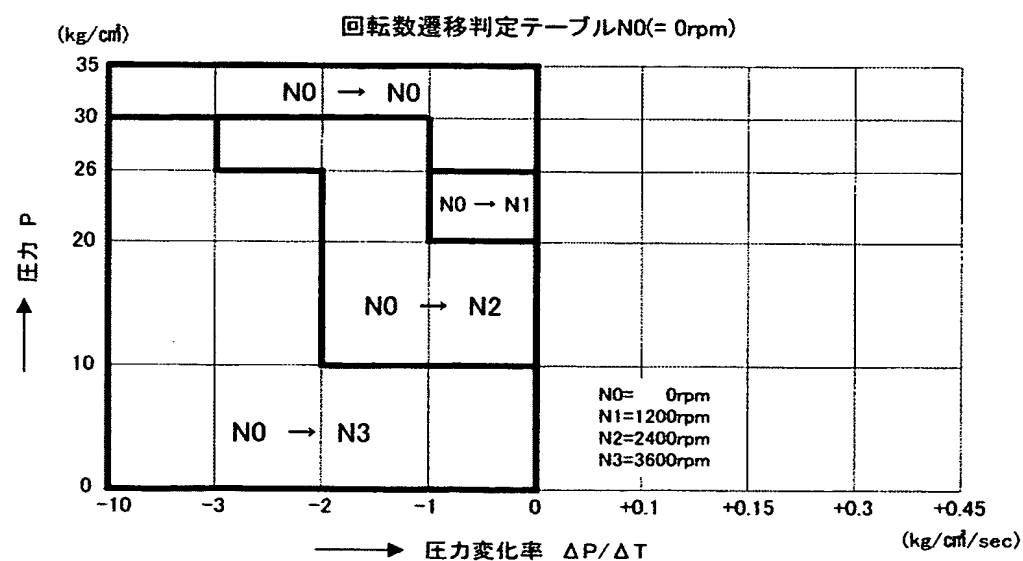 回転数遷移判定テーブルN0(= 0rpm)
(kg/c㎡)
35
30
26
20
10
0
圧力 P
N0 → N0
N0 → N1
N0 → N2
N0 → N3
N0= 0rpm
N1=1200rpm
N2=2400rpm
N3=3600rpm
-10 -3 -2 -1 0 +0.1 +0.15 +0.3 +0.45
圧力変化率 ΔP/ΔT
(kg/c㎡/sec)